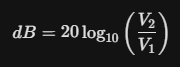 dB = 20 log₁₀ (V₂/V₁)